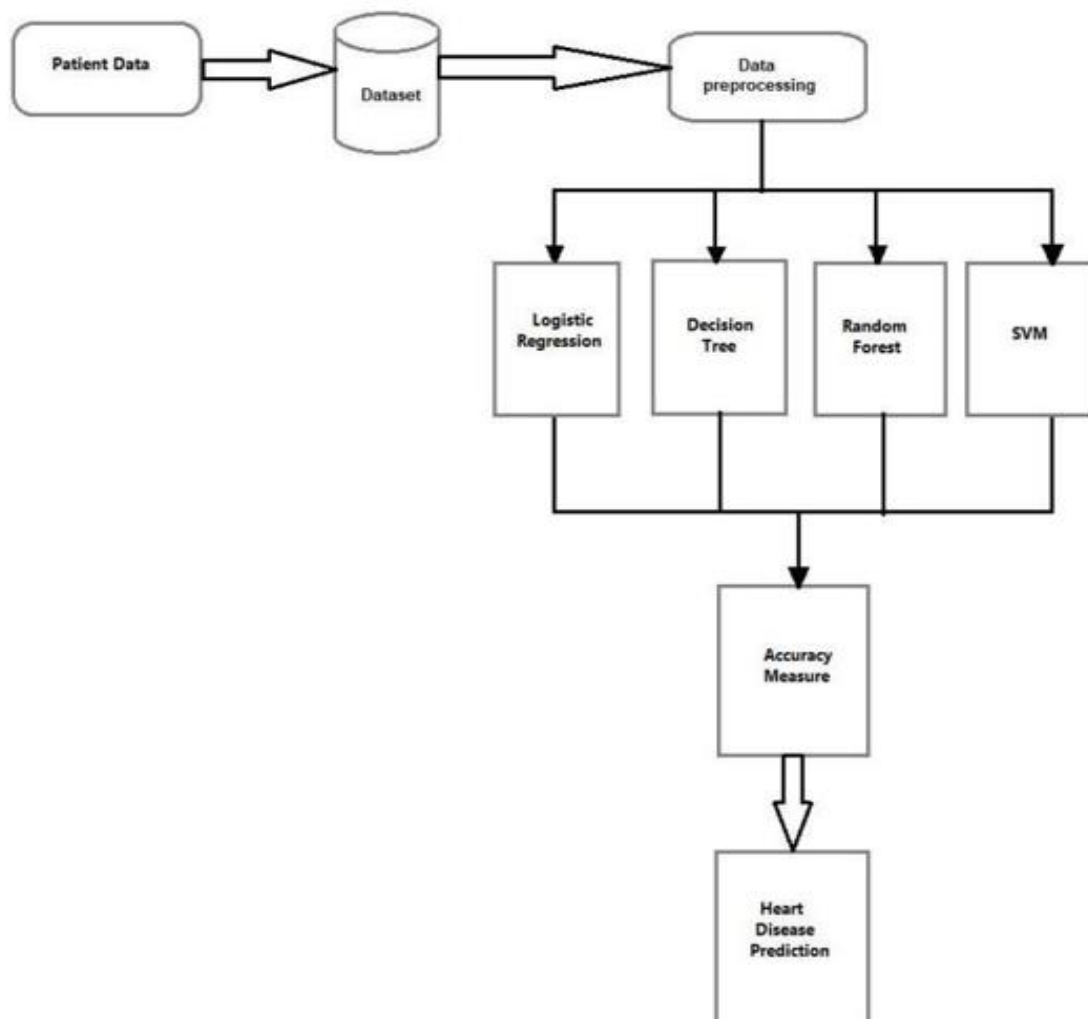 Patient Data
Dataset
Data
preprocessing
Logistic
Regression
Decision
Tree
Random
Forest
SVM
Accuracy
Measure
Heart
Disease
Prediction